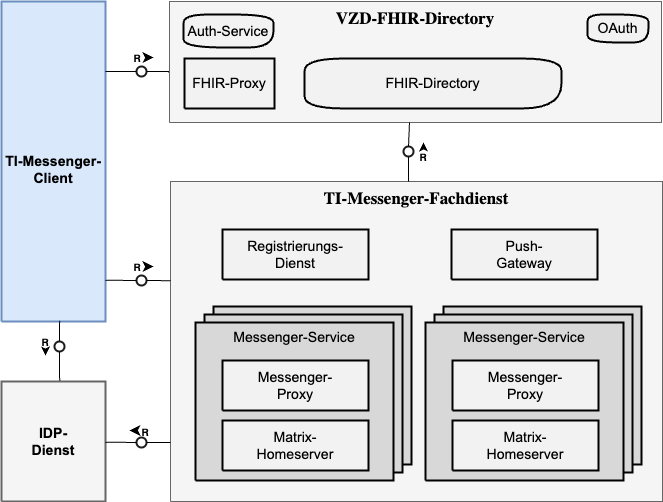 VZD-FHIR-Directory
Auth-Service
OAuth
R
FHIR-Proxy
FHIR-Directory
TI-Messenger-
Client
R
TI-Messenger-Fachdienst
Registrierungs-
Dienst
Push-
Gateway
R
Messenger-Service
Messenger-Service
R
Messenger-
Proxy
Messenger-
Proxy
IDP-
Dienst
R
Matrix-
Homeserver
Matrix-
Homeserver